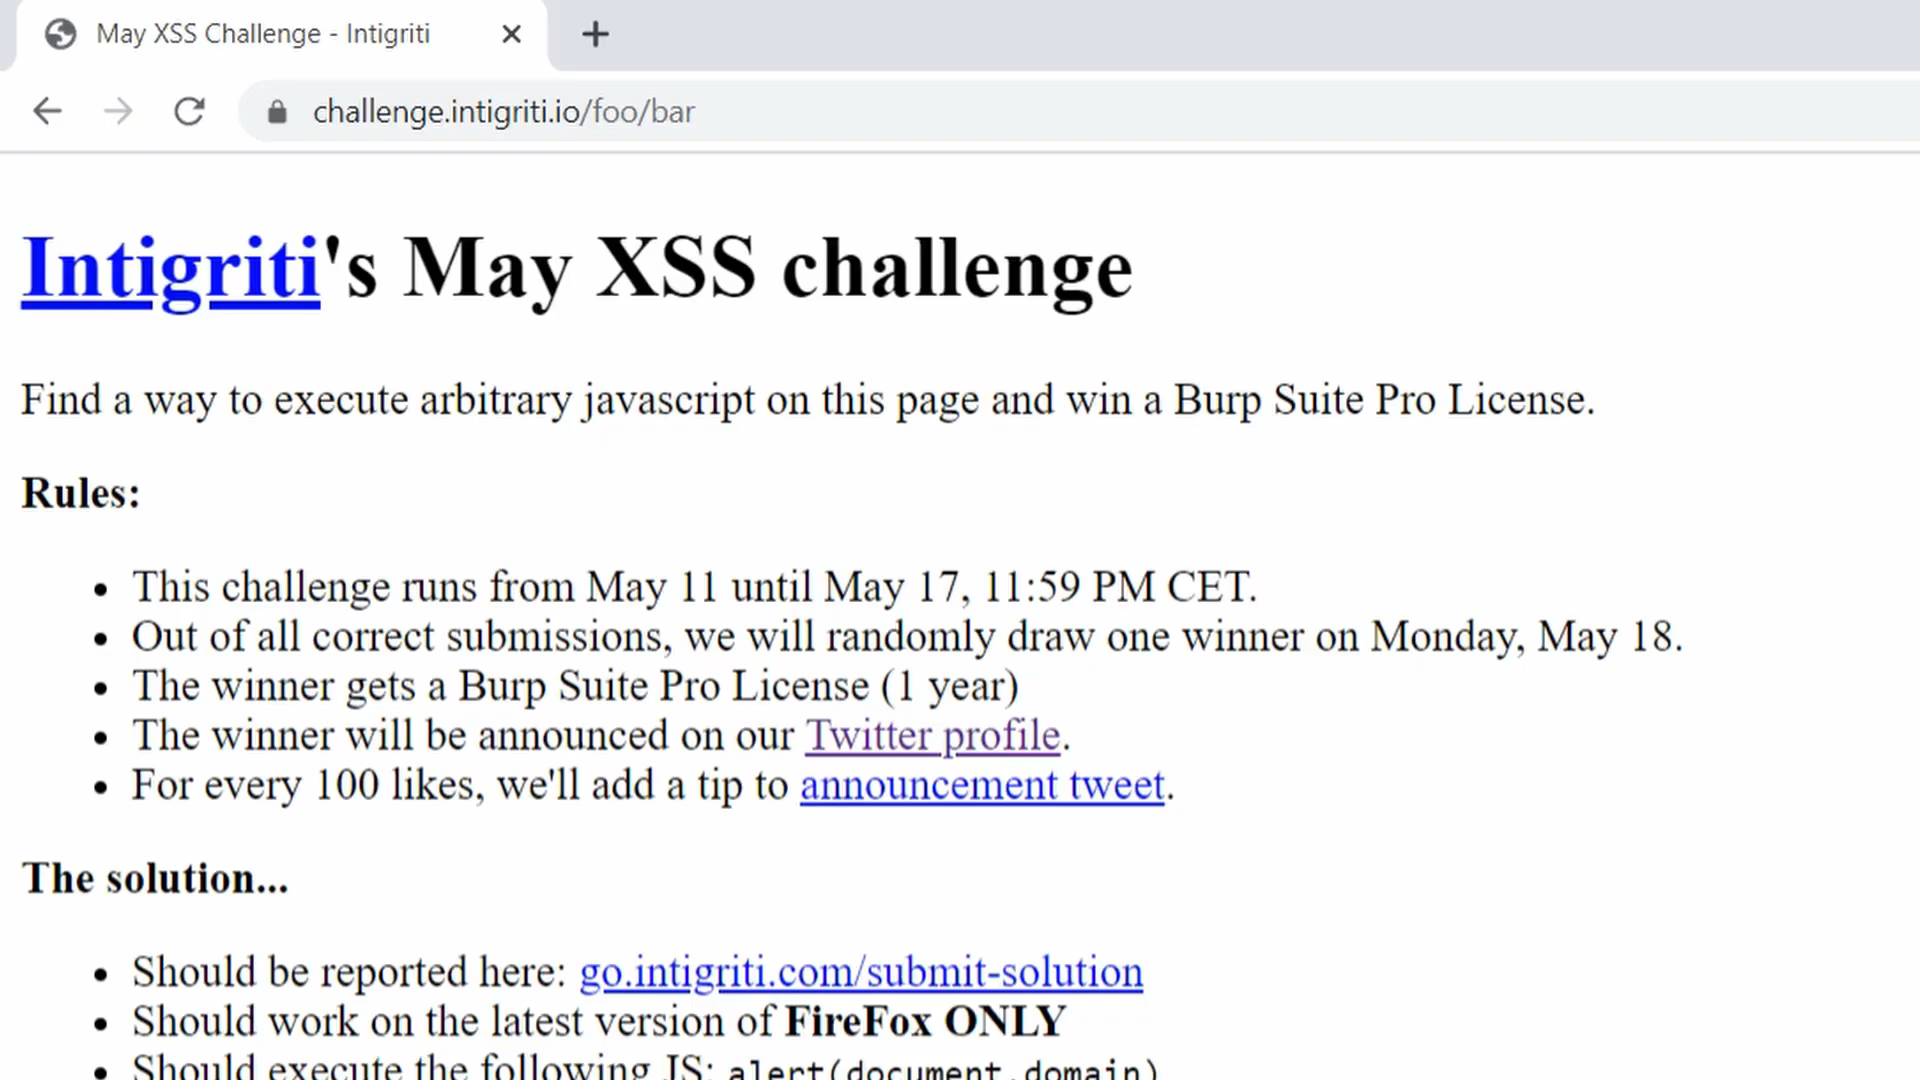 May XSS Challenge - Intigriti
challenge.intigriti.io/foo/bar
Intigriti's May XSS challenge
Find a way to execute arbitrary javascript on this page and win a Burp Suite Pro License.
Rules:
This challenge runs from May 11 until May 17, 11:59 PM CET.
Out of all correct submissions, we will randomly draw one winner on Monday, May 18.
The winner gets a Burp Suite Pro License (1 year)
The winner will be announced on our Twitter profile.
For every 100 likes, we'll add a tip to announcement tweet.
The solution...
Should be reported here: go.intigriti.com/submit-solution
Should work on the latest version of FireFox ONLY
Should execute the following JS: alert(document.domain)